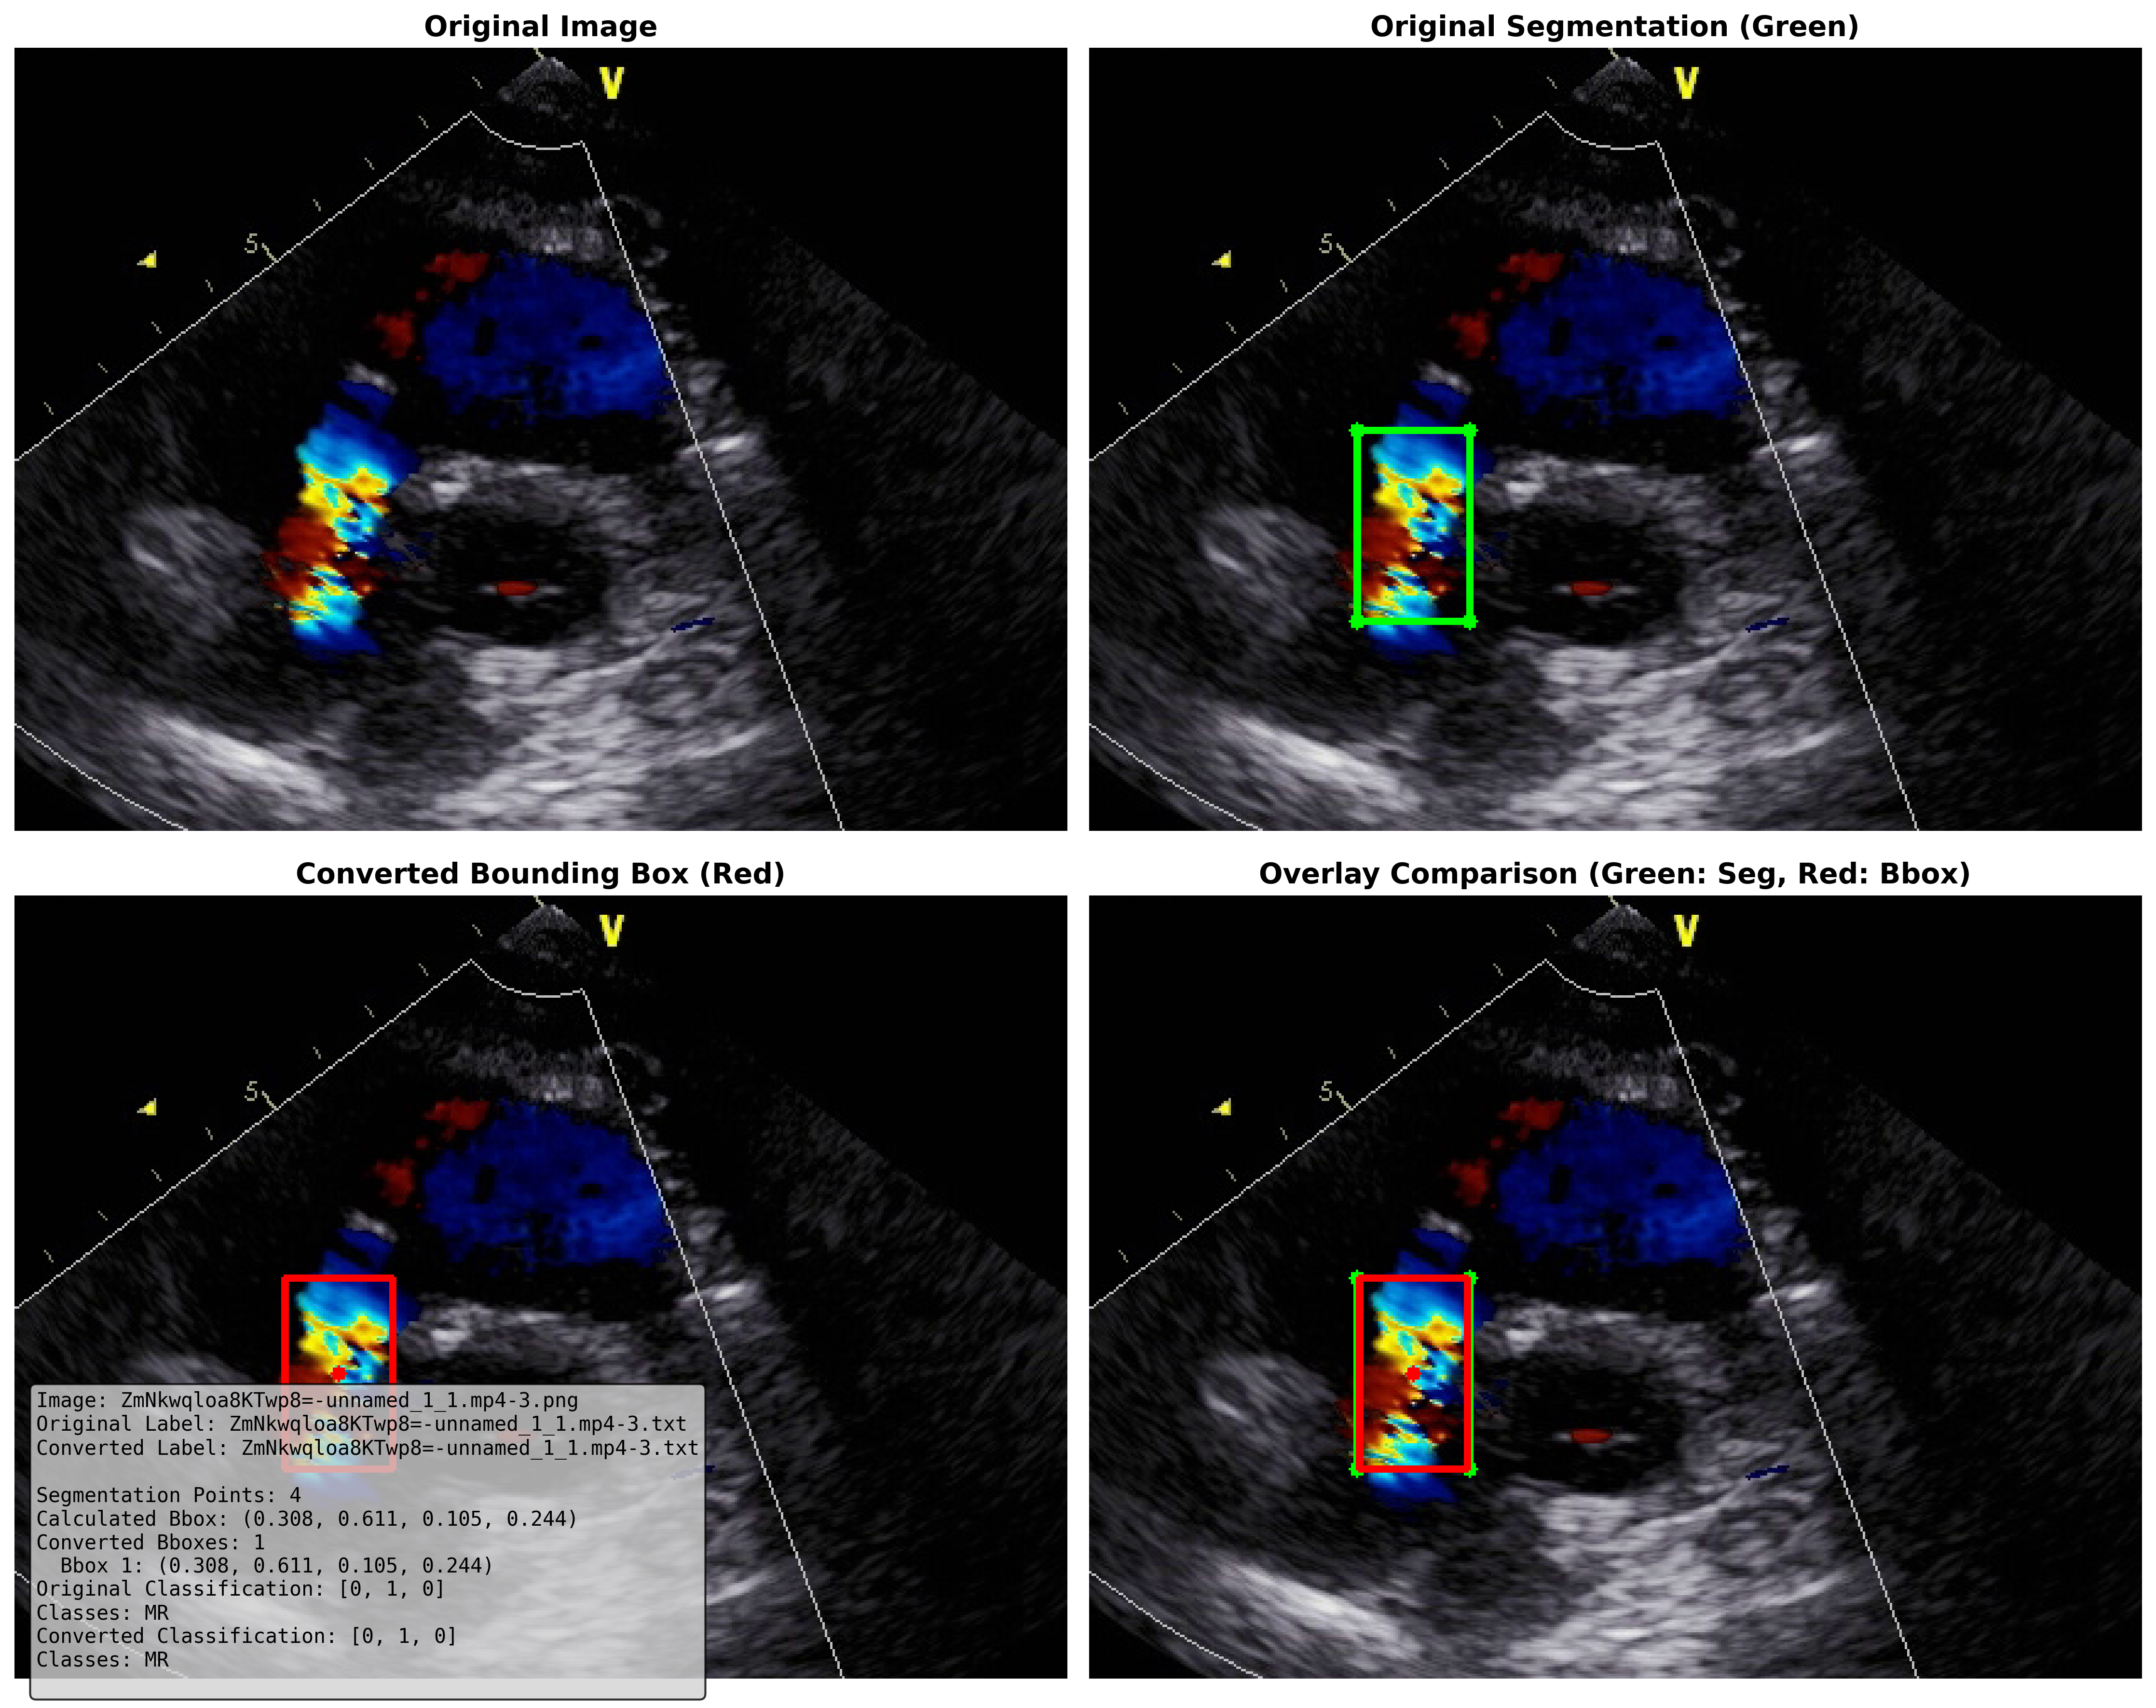 Original Image
Original Segmentation (Green)
V
5
V
5
Converted Bounding Box (Red)
Overlay Comparison (Green: Seg, Red: Bbox)
V
5
V
5
Image: ZmNkwqloa8KTwp8=-unnamed_1_1.mp4-3.png
Original Label: ZmNkwqloa8KTwp8=-unnamed_1_1.mp4-3.txt
Converted Label: ZmNkwqloa8KTwp8=-unnamed_1_1.mp4-3.txt
Segmentation Points: 4
Calculated Bbox: (0.308, 0.611, 0.105, 0.244)
Converted Bboxes: 1
Bbox 1: (0.308, 0.611, 0.105, 0.244)
Original Classification: [0, 1, 0]
Classes: MR
Converted Classification: [0, 1, 0]
Classes: MR